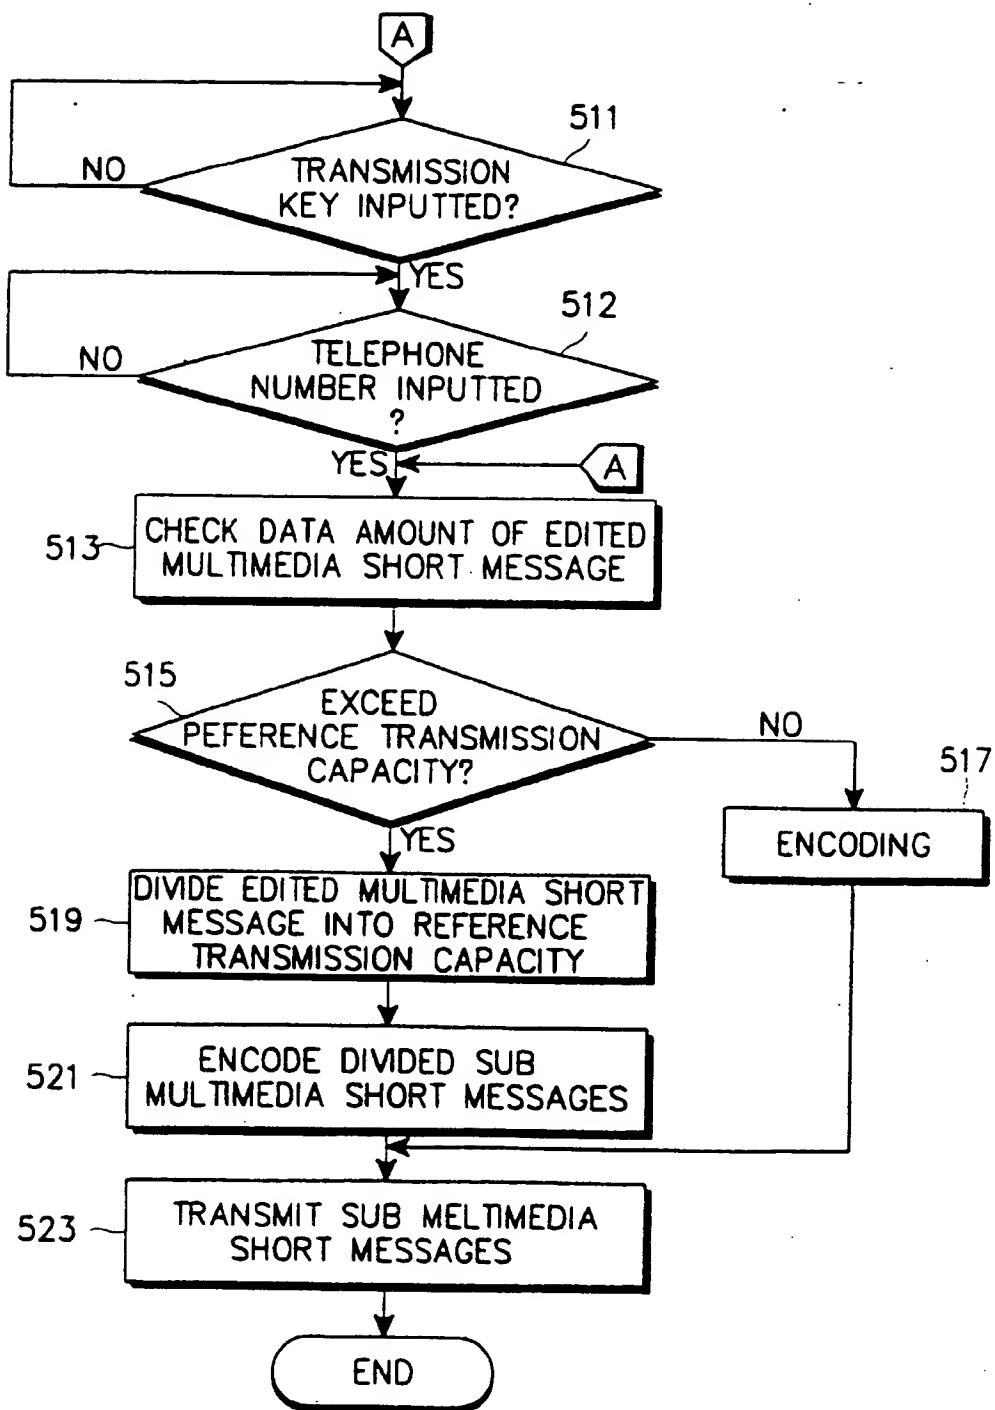 A
511
TRANSMISSION
KEY INPUTTED?
NO
YES
512
TELEPHONE
NUMBER INPUTTED
?
NO
YES
A
513
CHECK DATA AMOUNT OF EDITED
MULTIMEDIA SHORT MESSAGE
515
EXCEED
PEFERENCE TRANSMISSION
CAPACITY?
NO
517
ENCODING
YES
519
DIVIDE EDITED MULTIMEDIA SHORT
MESSAGE INTO REFERENCE
TRANSMISSION CAPACITY
521
ENCODE DIVIDED SUB
MULTIMEDIA SHORT MESSAGES
523
TRANSMIT SUB MELTIMEDIA
SHORT MESSAGES
END